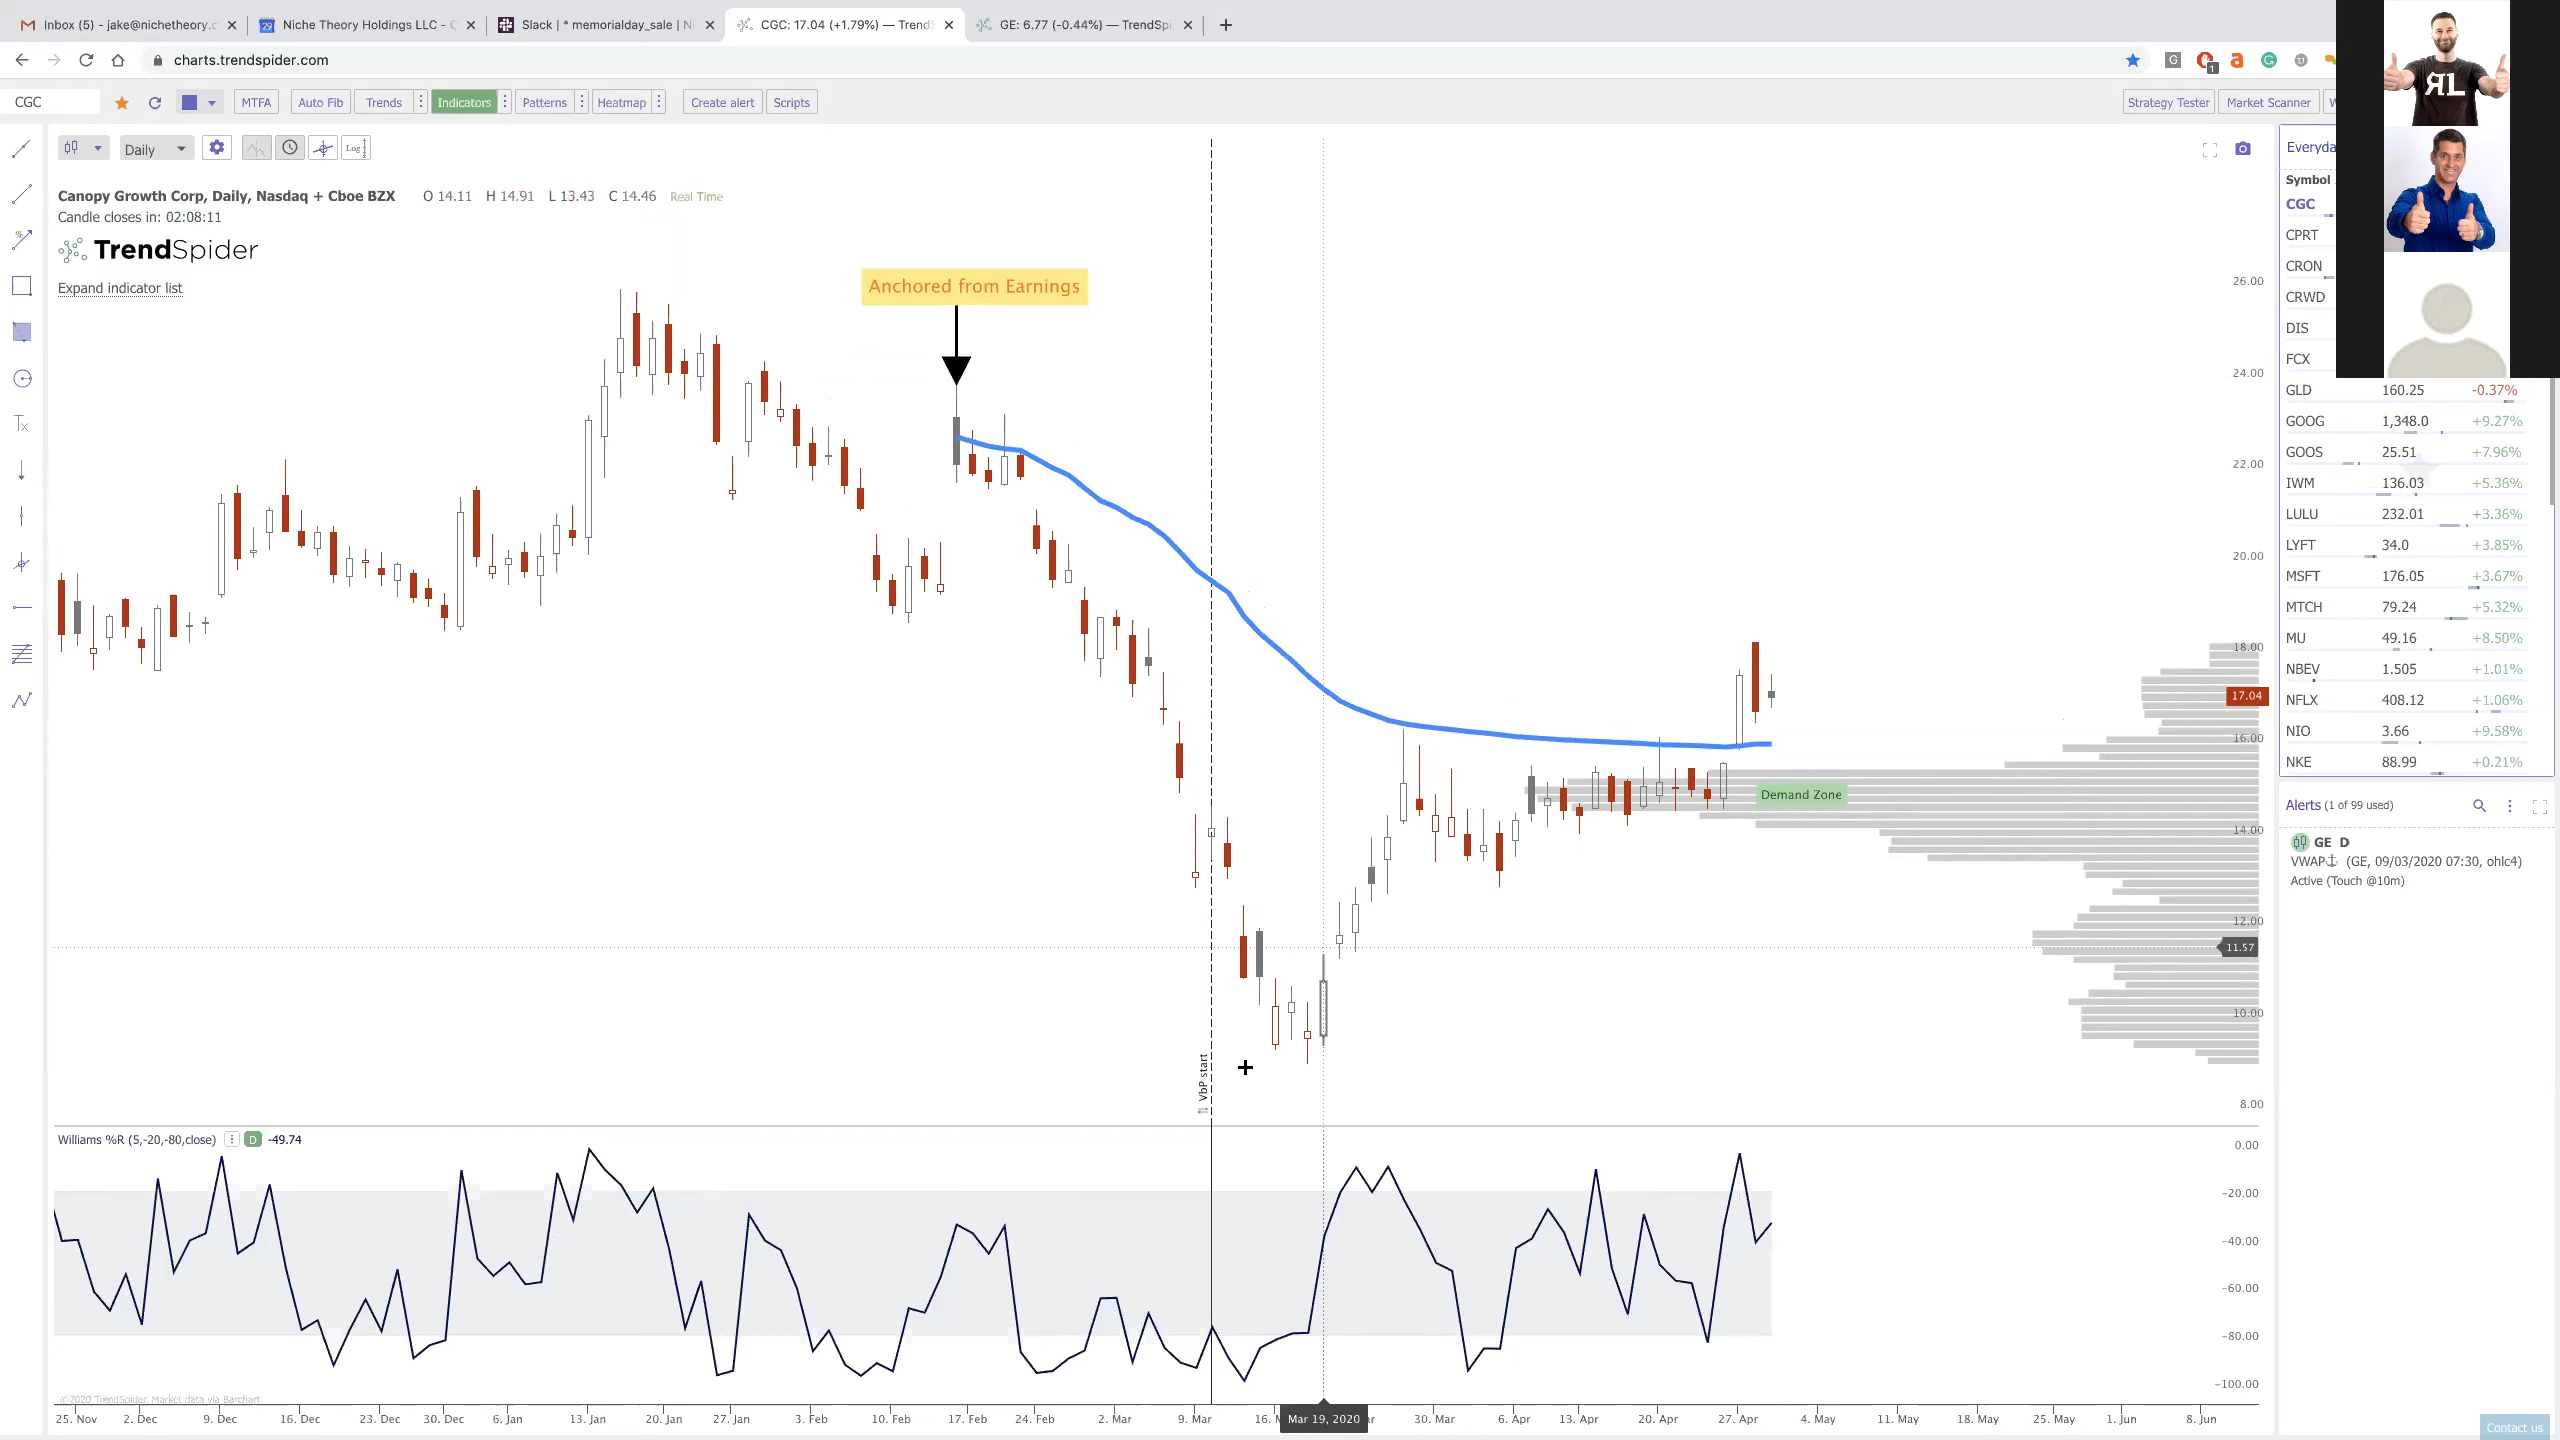 Inbox (5) - jake@nichetheory.c
Niche Theory Holdings LLC - C
Slack | * memorialday_sale | Ni
CGC: 17.04 (+1.79%) — TrendS
GE: 6.77 (-0.44%) — TrendSpi
charts.trendspider.com
CGC
MTFA
Auto Fib
Trends
Indicators
Patterns
Heatmap
Create alert
Scripts
Strategy Tester
Market Scanner
Daily
Log
Canopy Growth Corp, Daily, Nasdaq + Cboe BZX O 14.11 H 14.91 L 13.43 C 14.46 Real Time
Candle closes in: 02:08:11
TrendSpider
Expand indicator list
Anchored from Earnings
Demand Zone
VbP start
26.00
24.00
22.00
20.00
18.00
17.04
16.00
14.00
12.00
11.57
10.00
8.00
Williams %R (5,-20,-80,close) D -49.74
0.00
-20.00
-40.00
-60.00
-80.00
-100.00
©2020 TrendSpider. Market data via Barchart.
25. Nov
2. Dec
9. Dec
16. Dec
23. Dec
30. Dec
6. Jan
13. Jan
20. Jan
27. Jan
3. Feb
10. Feb
17. Feb
24. Feb
2. Mar
9. Mar
Mar 19, 2020
30. Mar
6. Apr
13. Apr
20. Apr
27. Apr
4. May
11. May
18. May
25. May
1. Jun
8. Jun
RL
Everyda
Symbol
CGC
CPRT
CRON
CRWD
DIS
FCX
GLD 160.25 -0.37%
GOOG 1,348.0 +9.27%
GOOS 25.51 +7.96%
IWM 136.03 +5.36%
LULU 232.01 +3.36%
LYFT 34.0 +3.85%
MSFT 176.05 +3.67%
MTCH 79.24 +5.32%
MU 49.16 +8.50%
NBEV 1.505 +1.01%
NFLX 408.12 +1.06%
NIO 3.66 +9.58%
NKE 88.99 +0.21%
Alerts (1 of 99 used)
GE D
VWAP (GE, 09/03/2020 07:30, ohlc4)
Active (Touch @10m)
Contact us